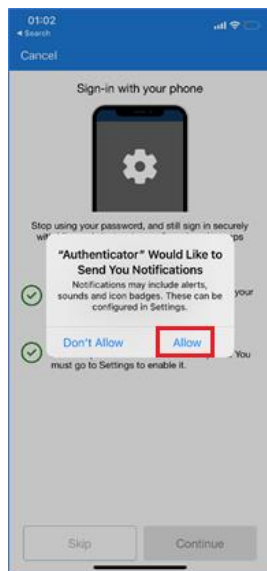 01:02
Search
Cancel
Sign-in with your phone
Stop using your password, and still sign in securely
"Authenticator" Would Like to
Send You Notifications
Notifications may include alerts,
sounds and icon badges. These can be
configured in Settings.
your
Don't Allow
Allow
You
must go to Settings to enable it.
Skip
Continue